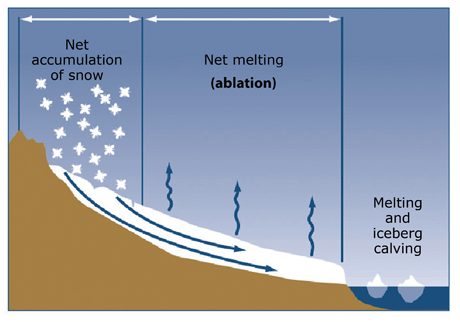 Net
accumulation
of snow
Net melting
(ablation)
Melting
and
iceberg
calving